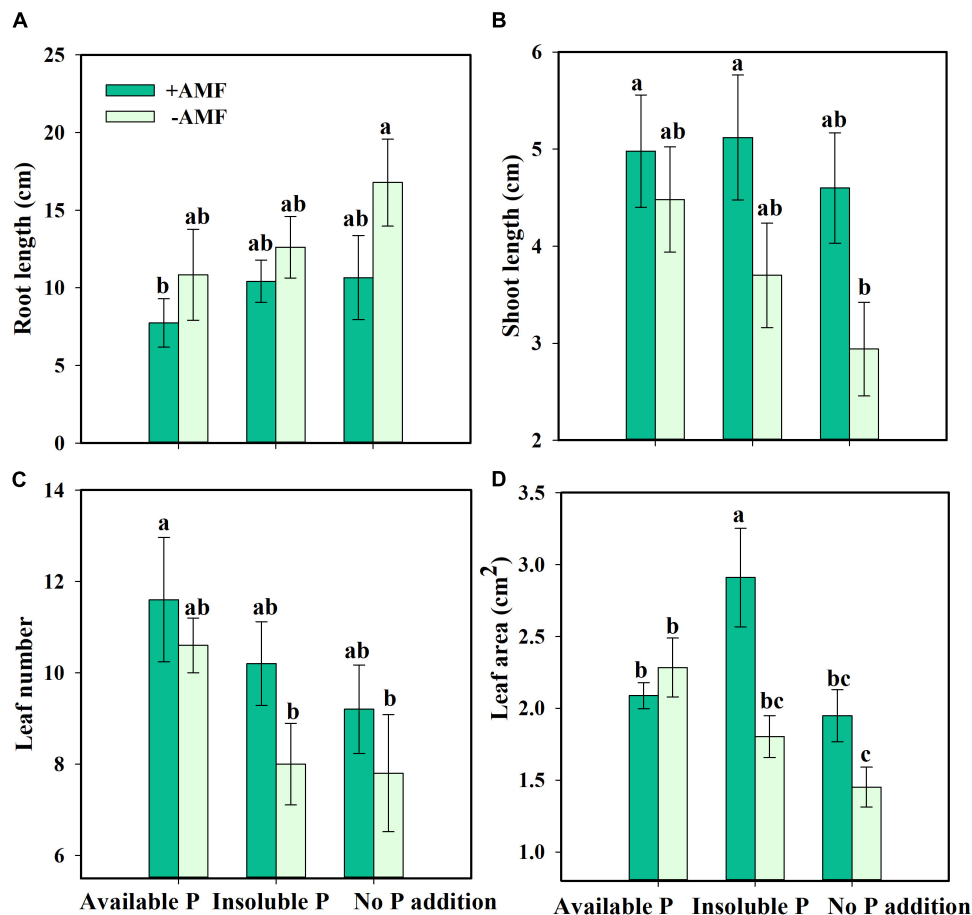 A
25
20
15
10
5
0
Root length (cm)
+AMF
-AMF
b
ab
ab
ab
ab
a
B
6
5
4
3
2
Shoot length (cm)
a
ab
a
ab
ab
b
C
14
12
10
8
6
Leaf number
a
ab
ab
b
ab
b
Available P Insoluble P No P addition
D
3.5
3.0
2.5
2.0
1.5
1.0
Leaf area (cm²)
b
b
a
bc
bc
c
Available P Insoluble P No P addition